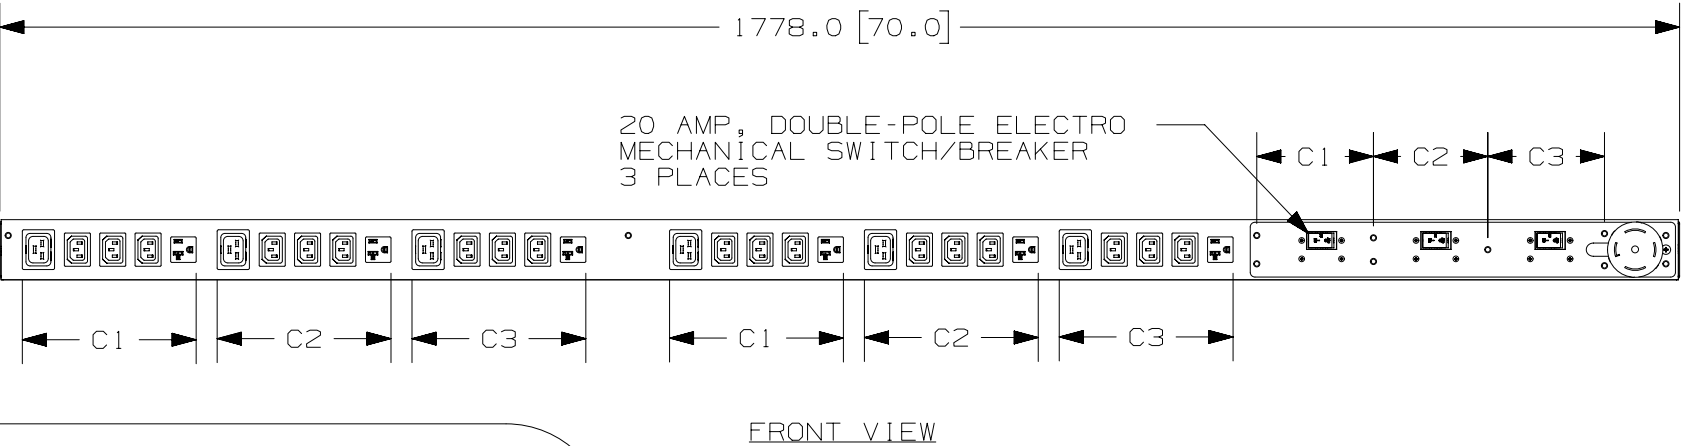 1778.0 [70.0]
20 AMP, DOUBLE-POLE ELECTRO
MECHANICAL SWITCH/BREAKER
3 PLACES
C1 C2 C3
C1 C2 C3 C1 C2 C3
FRONT VIEW